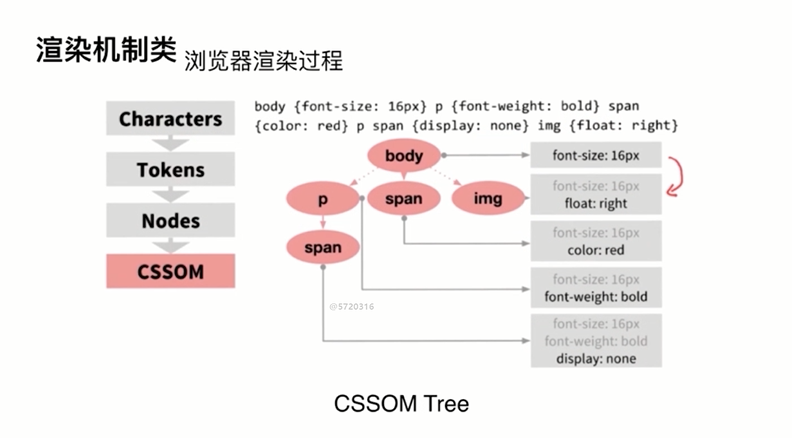 渲染机制类 浏览器渲染过程
Characters
Tokens
Nodes
CSSOM
body {font-size: 16px} p {font-weight: bold} span
{color: red} p span {display: none} img {float: right}
body
p
span
img
span
font-size: 16px
font-size: 16px
float: right
font-size: 16px
color: red
font-size: 16px
font-weight: bold
font-size: 16px
font-weight: bold
display: none
@5720316
CSSOM Tree